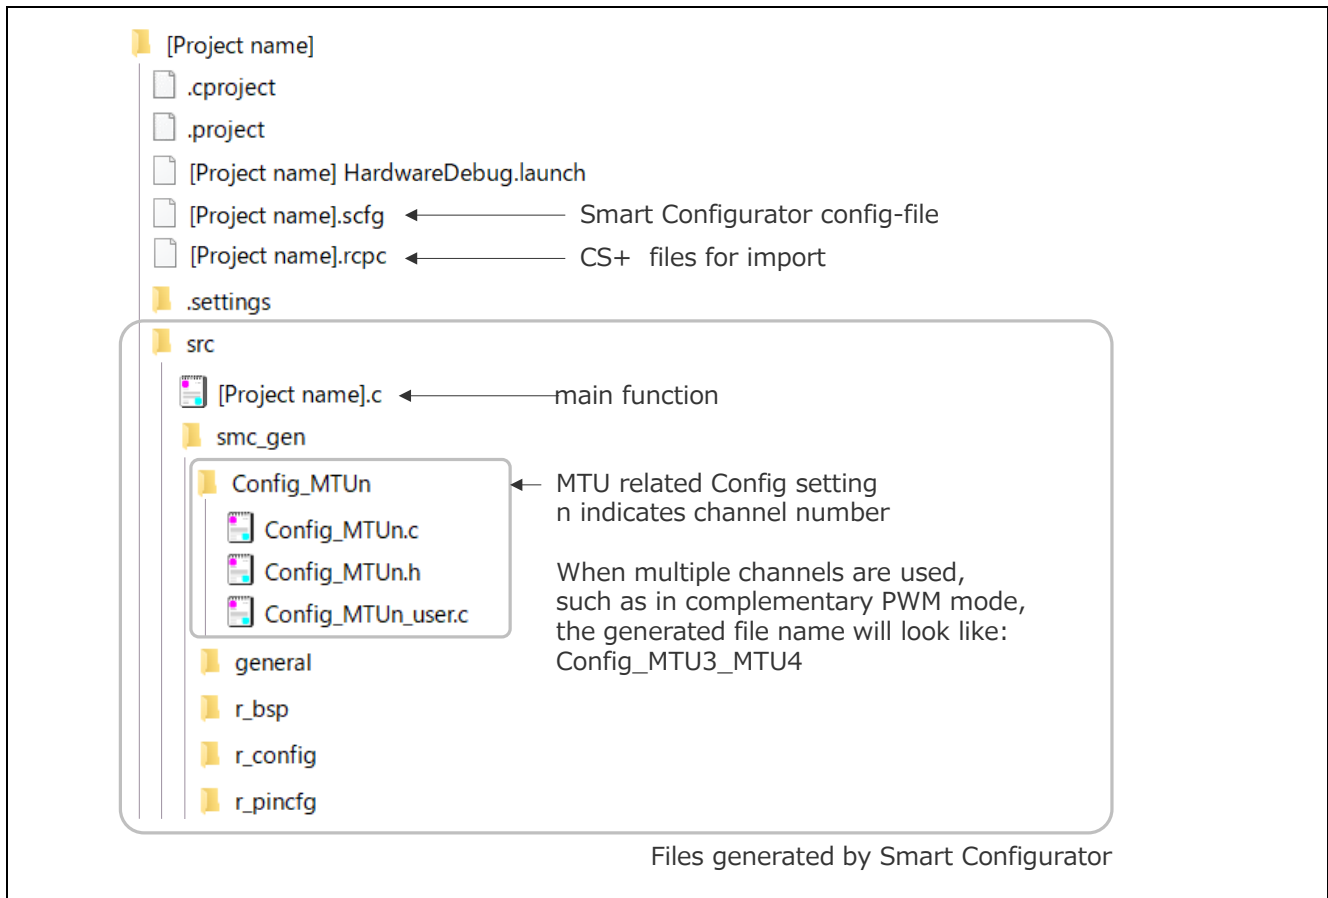 [Project name]
.cproject
.project
[Project name] HardwareDebug.launch
[Project name].scfg
Smart Configurator config-file
[Project name].rcpc
CS+ files for import
.settings
src
[Project name].c
main function
smc_gen
Config_MTUn
MTU related Config setting
n indicates channel number
Config_MTUn.c
Config_MTUn.h
Config_MTUn_user.c
When multiple channels are used,
such as in complementary PWM mode,
the generated file name will look like:
Config_MTU3_MTU4
general
r_bsp
r_config
r_pincfg
Files generated by Smart Configurator